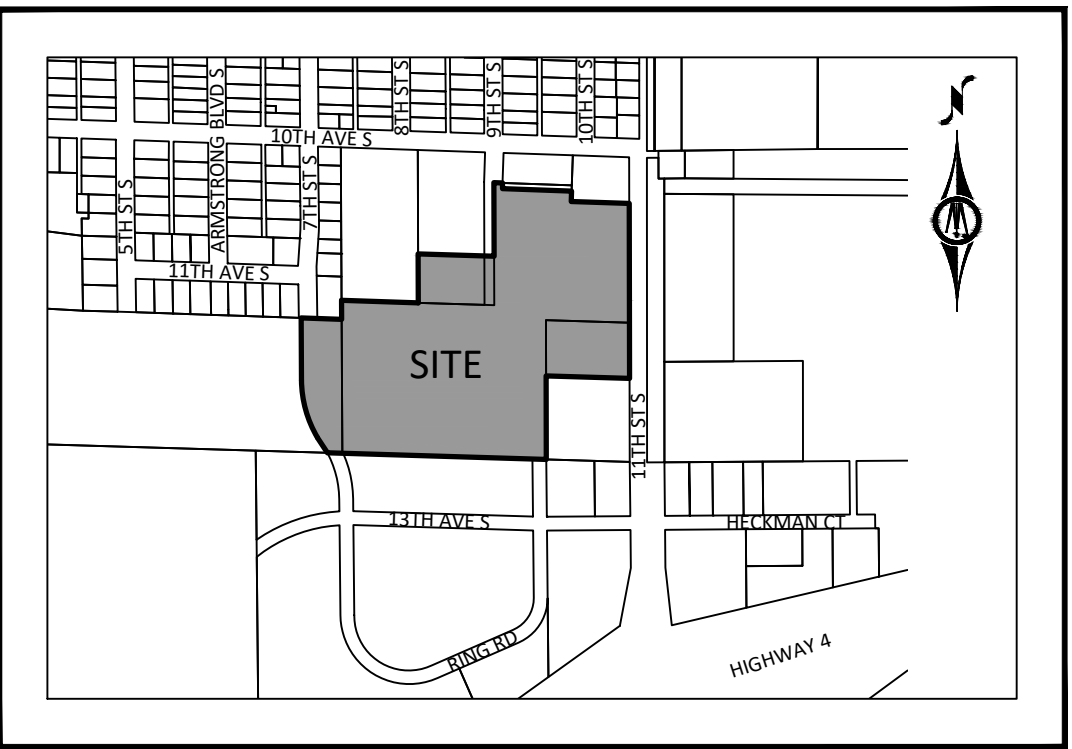 8TH ST S
9TH ST S
10TH ST S
N
ARMSTRONG BLVD S
10TH AVE S
7TH ST S
5TH ST S
11TH AVE S
SITE
11TH ST S
13TH AVE S
HECKMAN CT
RING RD
HIGHWAY 4